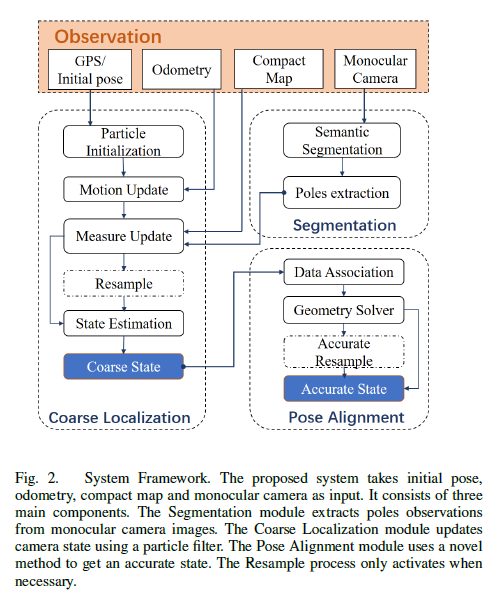 Observation
GPS/
Initial pose
Odometry
Compact
Map
Monocular
Camera
Particle
Initialization
Motion Update
Measure Update
Resample
State Estimation
Coarse State
Coarse Localization
Semantic
Segmentation
Poles extraction
Segmentation
Data Association
Geometry Solver
Accurate
Resample
Accurate State
Pose Alignment
Fig. 2. System Framework. The proposed system takes initial pose,
odometry, compact map and monocular camera as input. It consists of three
main components. The Segmentation module extracts poles observations
from monocular camera images. The Coarse Localization module updates
camera state using a particle filter. The Pose Alignment module uses a novel
method to get an accurate state. The Resample process only activates when
necessary.